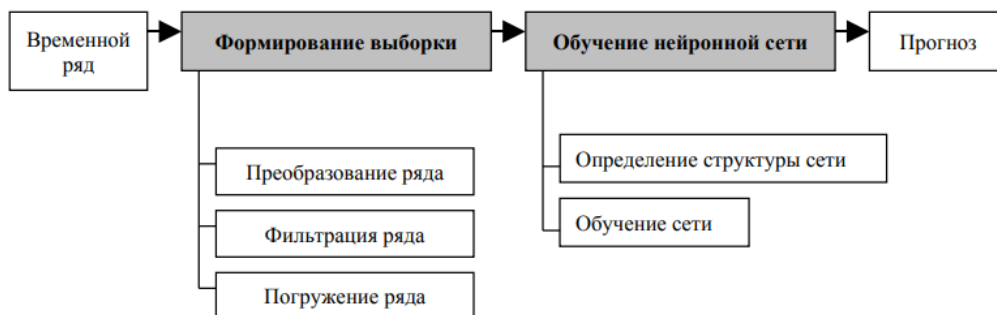 Временной
ряд
Формирование выборки
Обучение нейронной сети
Прогноз
Преобразование ряда
Фильтрация ряда
Погружение ряда
Определение структуры сети
Обучение сети